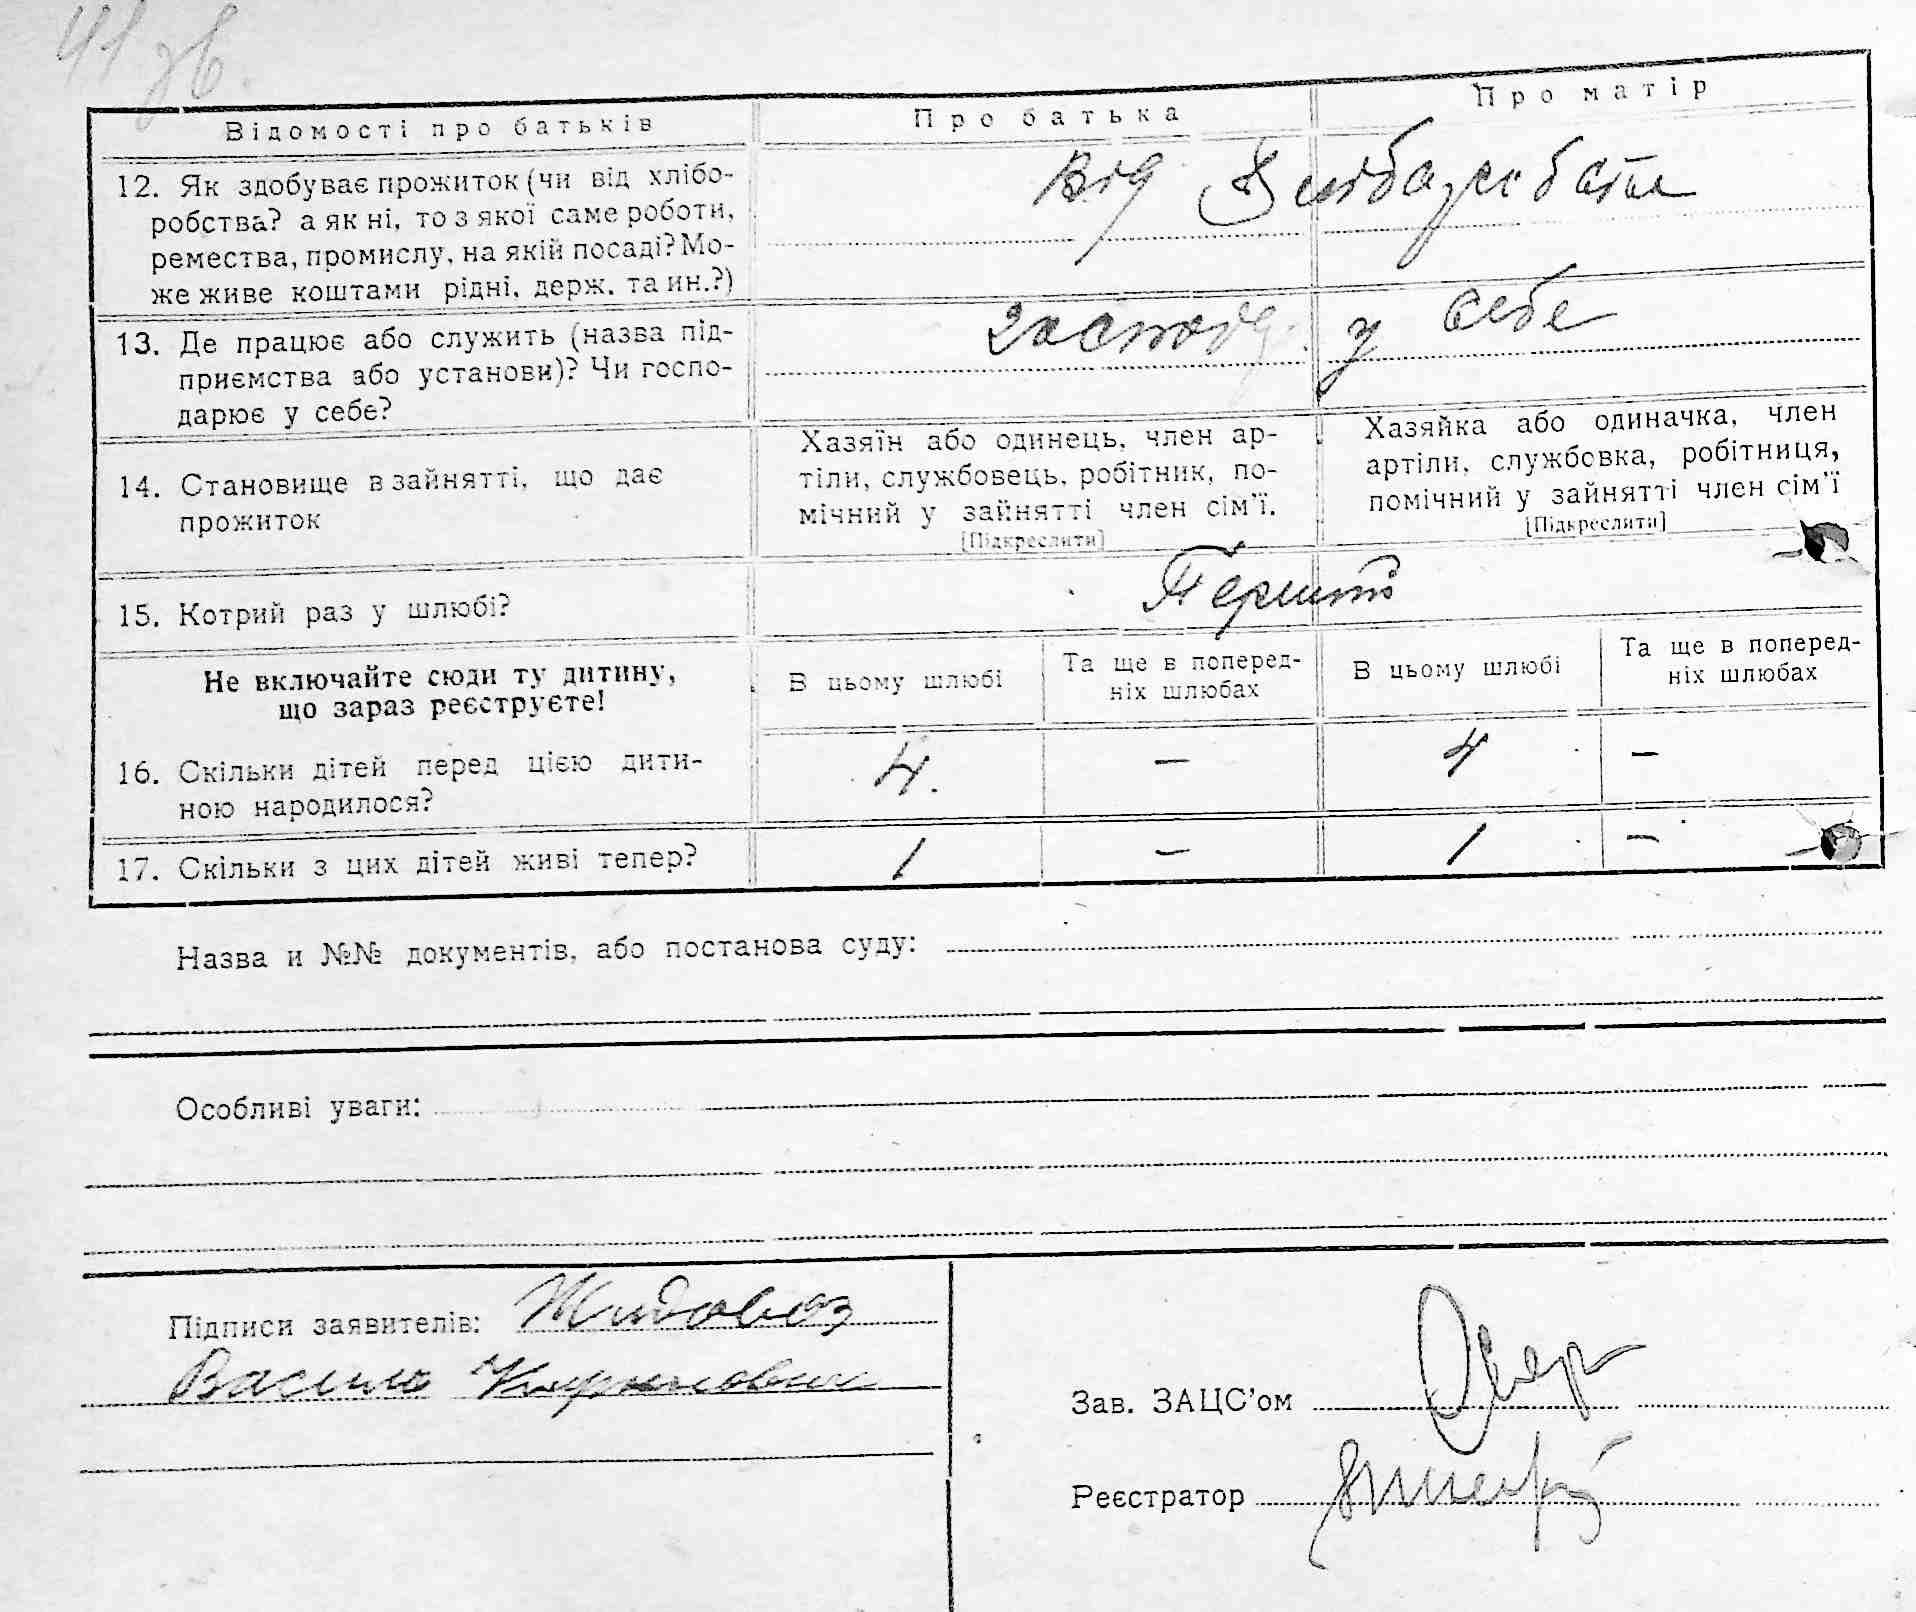 41 зв.
Відомості про батьків
Про батька
Про матір
12. Як здобуває прожиток (чи від хлібо-
робства? а як ні, то з якої саме роботи,
ремества, промислу, на якій посаді? Мо-
же живе коштами рідні, держ. та ин.?)
від
13. Де працює або служить (назва під-
приємства або установи)? Чи госпо-
дарює у себе?
господ. у себе
14. Становище в зайнятті, що дає
прожиток
Хазяїн або одинець, член ар-
тіли, службовець, робітник, по-
мічний у зайнятті член сім'ї.
[Підкреслити]
Хазяйка або одиначка, член
артіли, службовка, робітниця,
помічний у зайнятті член сім'ї
[Підкреслити]
15. Котрий раз у шлюбі?
Перший
Не включайте сюди ту дитину,
що зараз реєструєте!
В цьому шлюбі
Та ще в поперед-
ніх шлюбах
В цьому шлюбі
Та ще в поперед-
ніх шлюбах
16. Скільки дітей перед цією дити-
ною народилося?
4. — 4 —
17. Скільки з цих дітей живі тепер?
1 — 1 —
Назва и №№ документів, або постанова суду:
Особливі уваги:
Підписи заявителів:
Василь
Зав. ЗАЦС'ом
Реєстратор